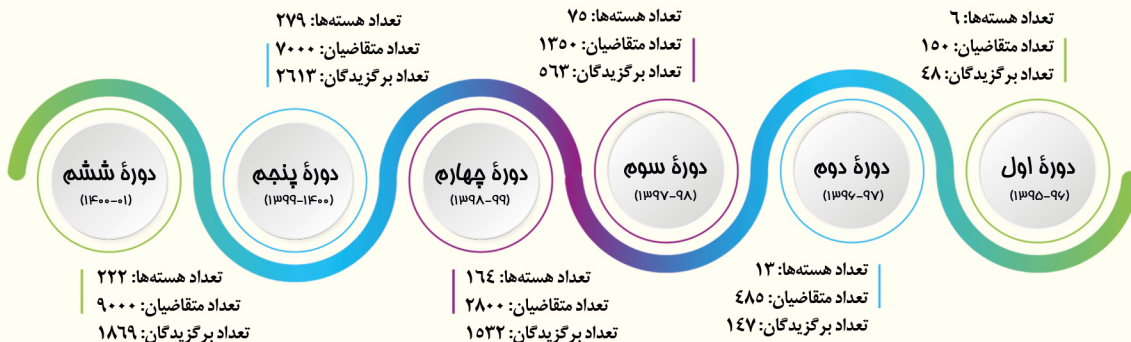 دورهٔ اول
(۱۳۹۵-۹۶)
تعداد هسته‌ها: ۶
تعداد متقاضیان: ۱۵۰
تعداد برگزیدگان: ۴۸
دورهٔ دوم
(۱۳۹۶-۹۷)
تعداد هسته‌ها: ۱۳
تعداد متقاضیان: ۴۸۵
تعداد برگزیدگان: ۱۴۷
دورهٔ سوم
(۱۳۹۷-۹۸)
تعداد هسته‌ها: ۷۵
تعداد متقاضیان: ۱۳۵۰
تعداد برگزیدگان: ۵۶۳
دورهٔ چهارم
(۱۳۹۸-۹۹)
تعداد هسته‌ها: ۱۶۴
تعداد متقاضیان: ۲۸۰۰
تعداد برگزیدگان: ۱۵۳۲
دورهٔ پنجم
(۱۳۹۹-۱۴۰۰)
تعداد هسته‌ها: ۲۷۹
تعداد متقاضیان: ۷۰۰۰
تعداد برگزیدگان: ۲۶۱۳
دورهٔ ششم
(۱۴۰۰-۰۱)
تعداد هسته‌ها: ۲۲۲
تعداد متقاضیان: ۹۰۰۰
تعداد برگزیدگان: ۱۸۶۹